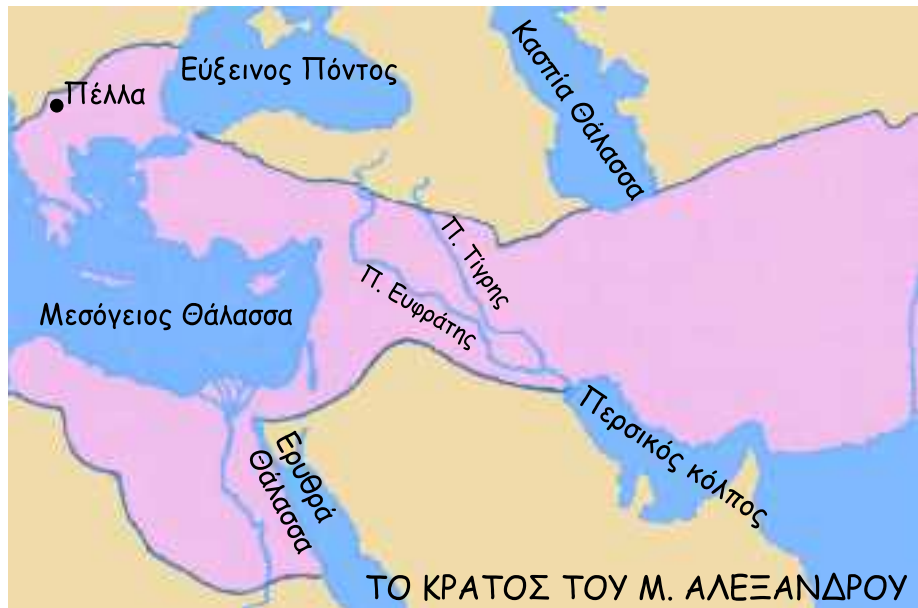 Εύξεινος Πόντος
Κασπία Θάλασσα
Πέλλα
Π. Τίγρης
Π. Ευφράτης
Μεσόγειος Θάλασσα
Ερυθρά
Θάλασσα
Περσικός κόλπος
ΤΟ ΚΡΑΤΟΣ ΤΟΥ Μ. ΑΛΕΞΑΝΔΡΟΥ